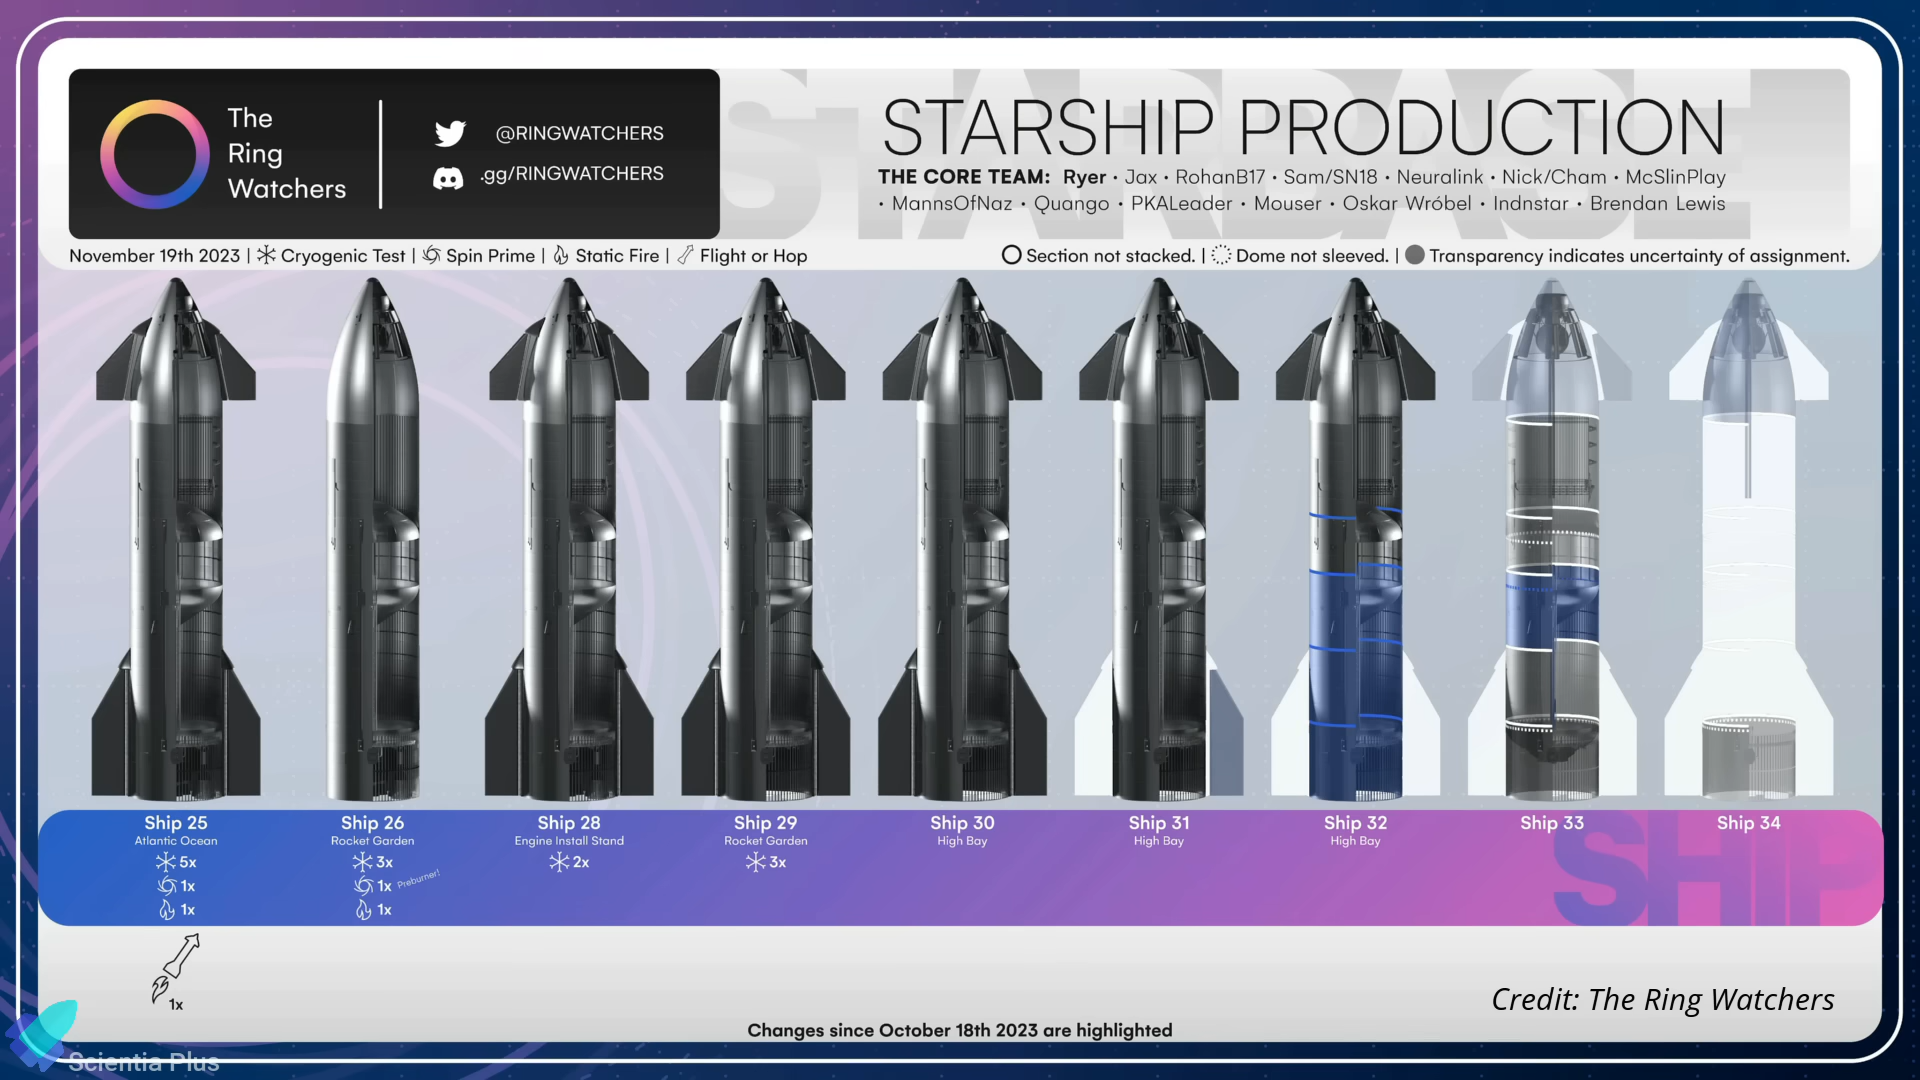 The
Ring
Watchers
@RINGWATCHERS
.gg/RINGWATCHERS
STARBASE
STARSHIP PRODUCTION
THE CORE TEAM: Ryer • Jax • RohanB17 • Sam/SN18 • Neuralink • Nick/Cham • McSlinPlay
• MannsOfNaz • Quango • PKALeader • Mouser • Oskar Wróbel • Indnstar • Brendan Lewis
November 19th 2023 | Cryogenic Test | Spin Prime | Static Fire | Flight or Hop
Section not stacked. | Dome not sleeved. | Transparency indicates uncertainty of assignment.
Ship 25
Atlantic Ocean
5x
1x
1x
1x
Ship 26
Rocket Garden
3x
1x Preburner!
1x
Ship 28
Engine Install Stand
2x
Ship 29
Rocket Garden
3x
Ship 30
High Bay
Ship 31
High Bay
Ship 32
High Bay
Ship 33
Ship 34
SHIP
Credit: The Ring Watchers
Changes since October 18th 2023 are highlighted
Scientia Plus